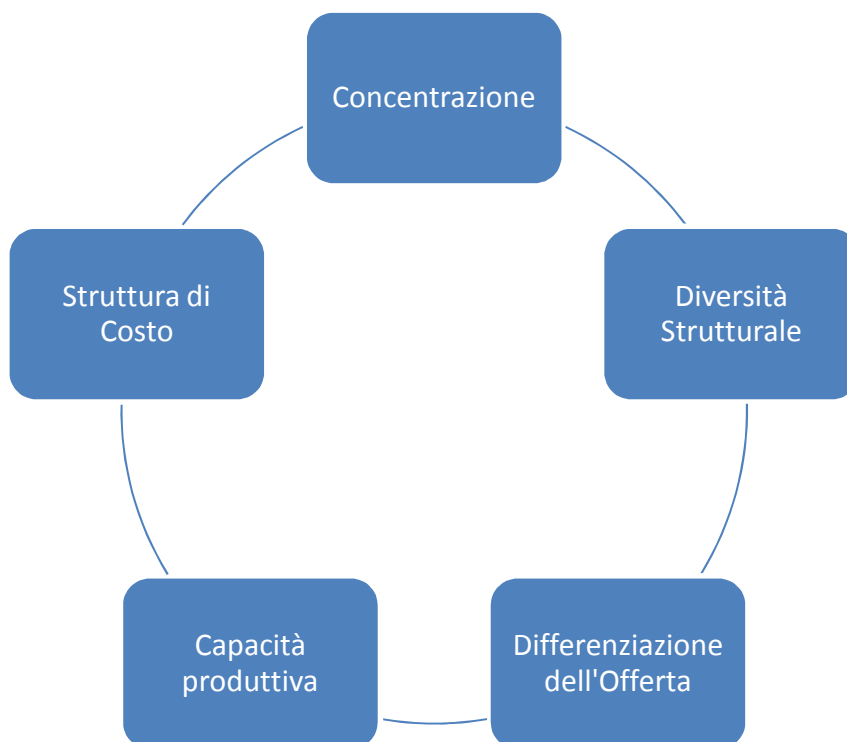 Concentrazione
Diversità
Strutturale
Differenziazione
dell'Offerta
Capacità
produttiva
Struttura di
Costo